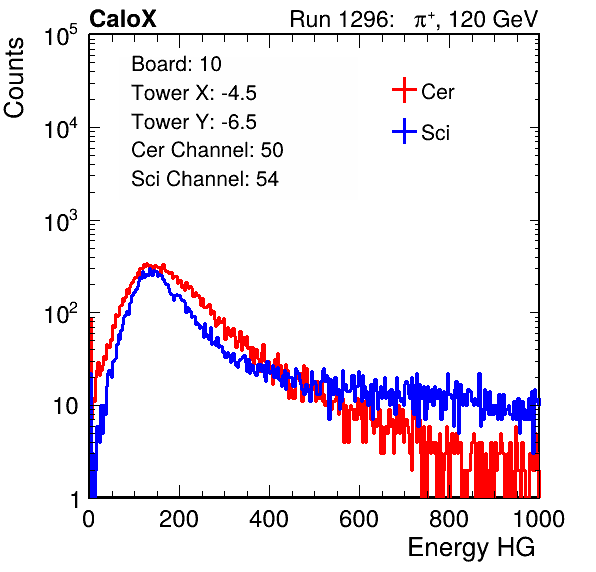 CaloX Run 1296: π⁺, 120 GeV
Counts
Board: 10
Tower X: -4.5
Tower Y: -6.5
Cer Channel: 50
Sci Channel: 54
Cer
Sci
10⁵
10⁴
10³
10²
10
1
0 200 400 600 800 1000
Energy HG